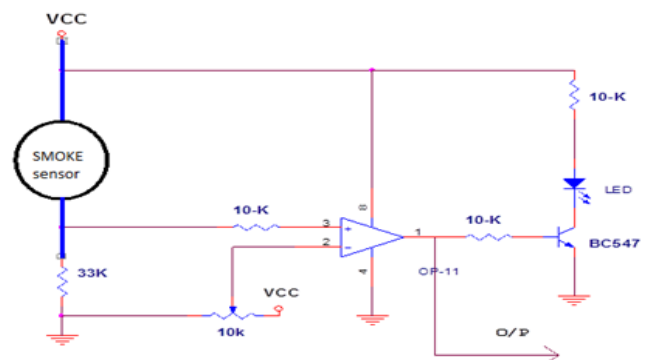 VCC
10-K
SMOKE
sensor
LED
10-K
3
8
+
1
10-K
2
-
BC547
4
OP-11
33K
VCC
10k
O/P